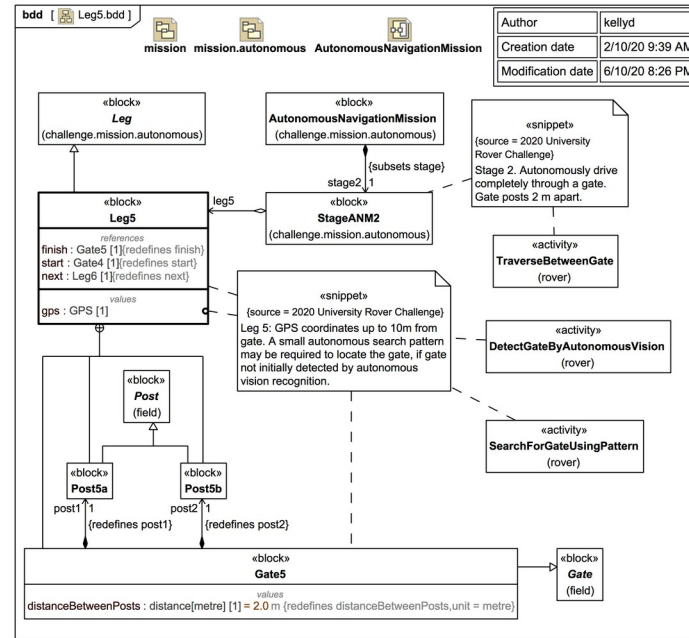 bdd [ Leg5.bdd ]
mission mission.autonomous AutonomousNavigationMission
Author kellyd
Creation date 2/10/20 9:39 AM
Modification date 6/10/20 8:26 PM
«block»
Leg
(challenge.mission.autonomous)
«block»
AutonomousNavigationMission
(challenge.mission.autonomous)
{subsets stage}
stage2 1
«snippet»
{source = 2020 University
Rover Challenge}
Stage 2. Autonomously drive
completely through a gate.
Gate posts 2 m apart.
«block»
Leg5
references
finish : Gate5 [1]{redefines finish}
start : Gate4 [1]{redefines start}
next : Leg6 [1]{redefines next}
values
gps : GPS [1]
leg5
«block»
StageANM2
(challenge.mission.autonomous)
«activity»
TraverseBetweenGate
(rover)
«snippet»
{source = 2020 University Rover Challenge}
Leg 5: GPS coordinates up to 10m from
gate. A small autonomous search pattern
may be required to locate the gate, if gate
not initially detected by autonomous
vision recognition.
«activity»
DetectGateByAutonomousVision
(rover)
«block»
Post
(field)
«activity»
SearchForGateUsingPattern
(rover)
«block»
Post5a
«block»
Post5b
post1 1
{redefines post1}
post2 1
{redefines post2}
«block»
Gate5
values
distanceBetweenPosts : distance[metre] [1] = 2.0 m {redefines distanceBetweenPosts,unit = metre}
«block»
Gate
(field)